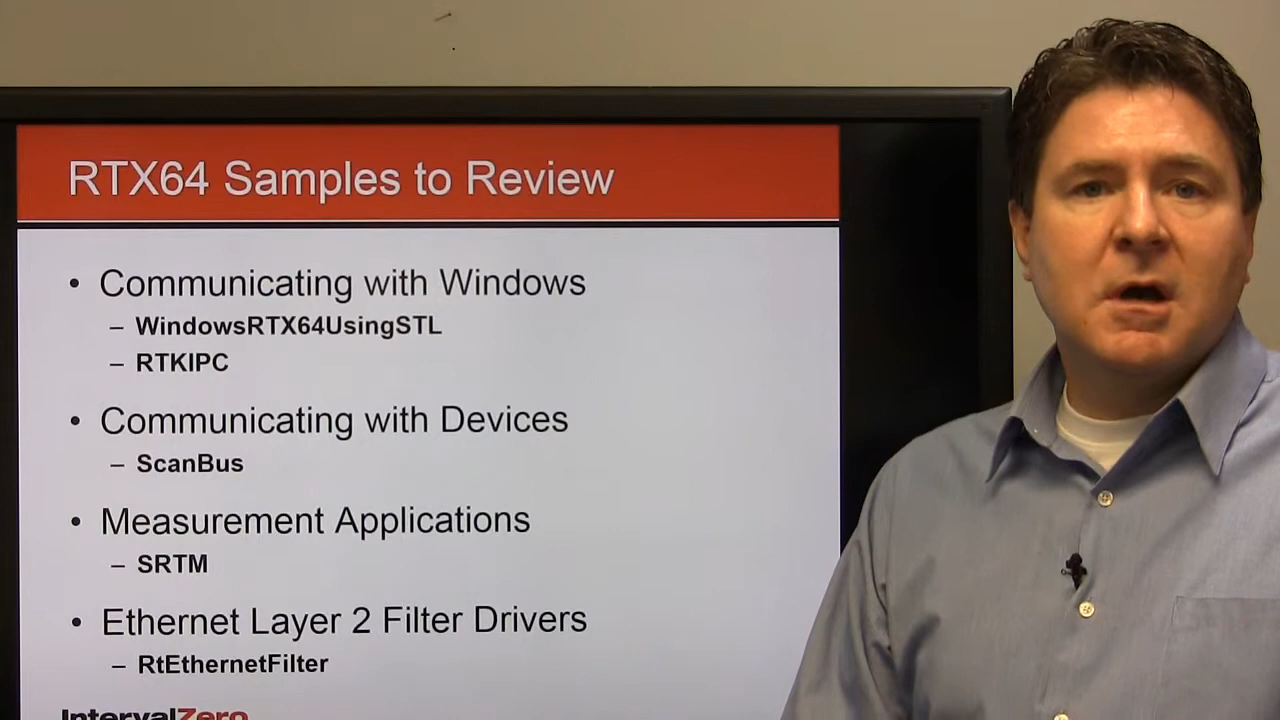 RTX64 Samples to Review
• Communicating with Windows
– WindowsRTX64UsingSTL
– RTKIPC
• Communicating with Devices
– ScanBus
• Measurement Applications
– SRTM
• Ethernet Layer 2 Filter Drivers
– RtEthernetFilter
IntervalZero